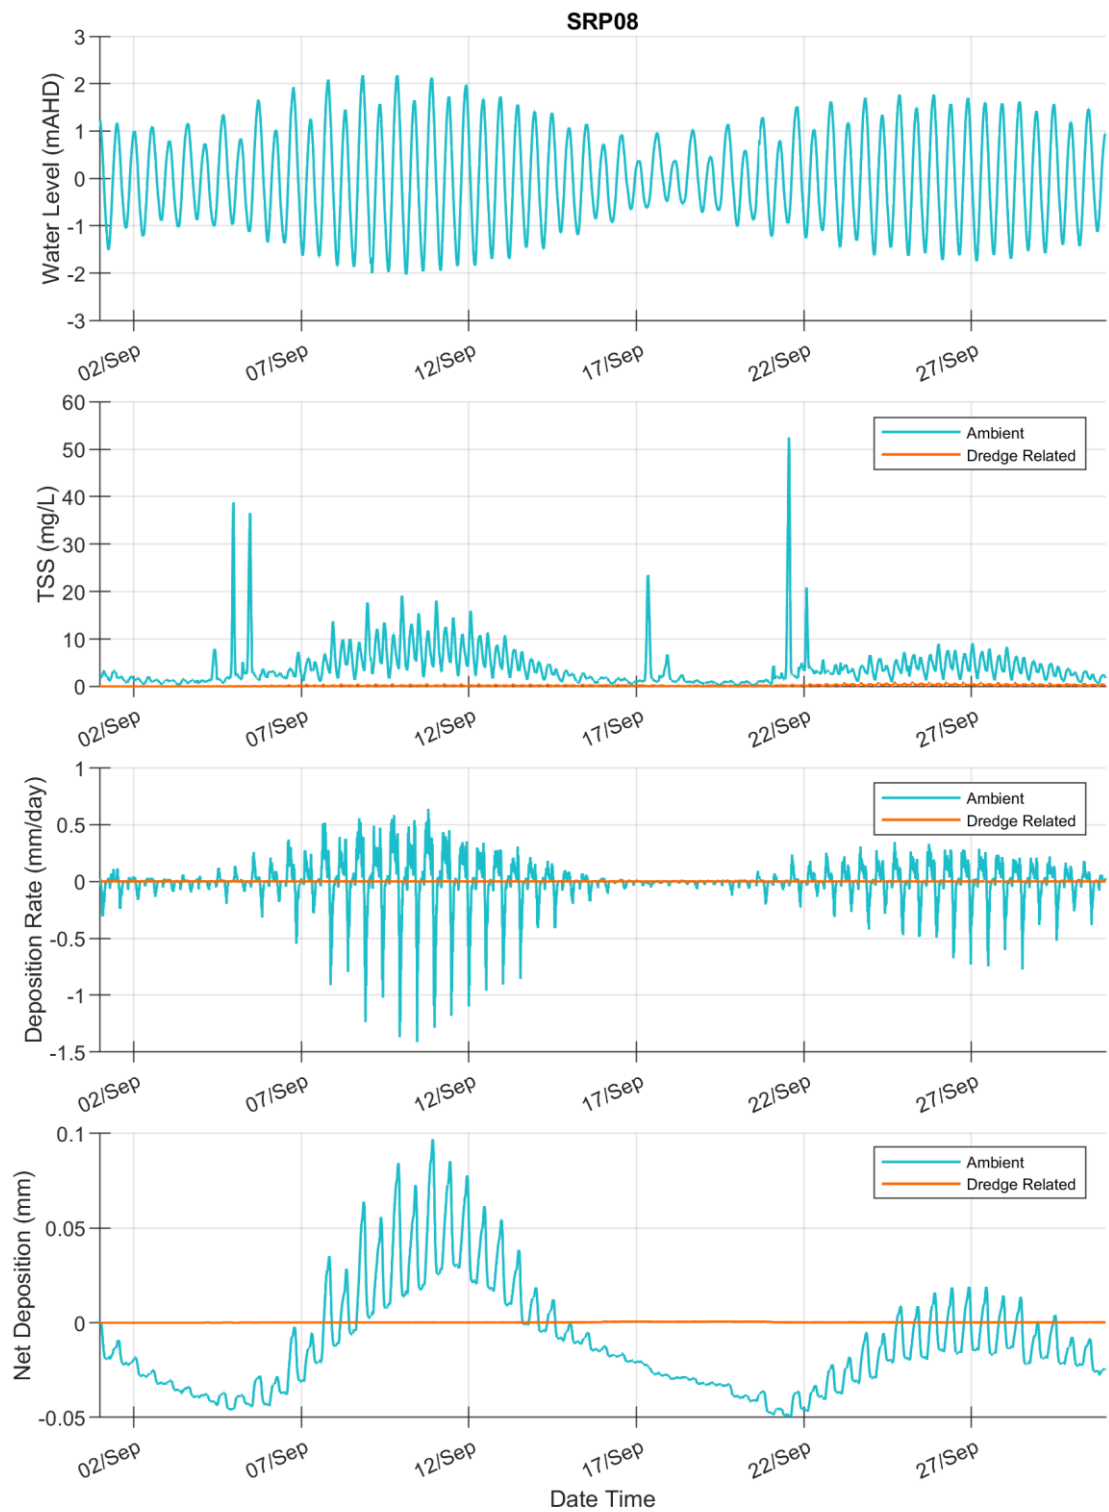 SRP08
Water Level (mAHD)
3
2
1
0
-1
-2
-3
02/Sep 07/Sep 12/Sep 17/Sep 22/Sep 27/Sep
TSS (mg/L)
60
50
40
30
20
10
0
Ambient
Dredge Related
02/Sep 07/Sep 12/Sep 17/Sep 22/Sep 27/Sep
Deposition Rate (mm/day)
1
0.5
0
-0.5
-1
-1.5
Ambient
Dredge Related
02/Sep 07/Sep 12/Sep 17/Sep 22/Sep 27/Sep
Net Deposition (mm)
0.1
0.05
0
-0.05
Ambient
Dredge Related
02/Sep 07/Sep 12/Sep 17/Sep 22/Sep 27/Sep
Date Time